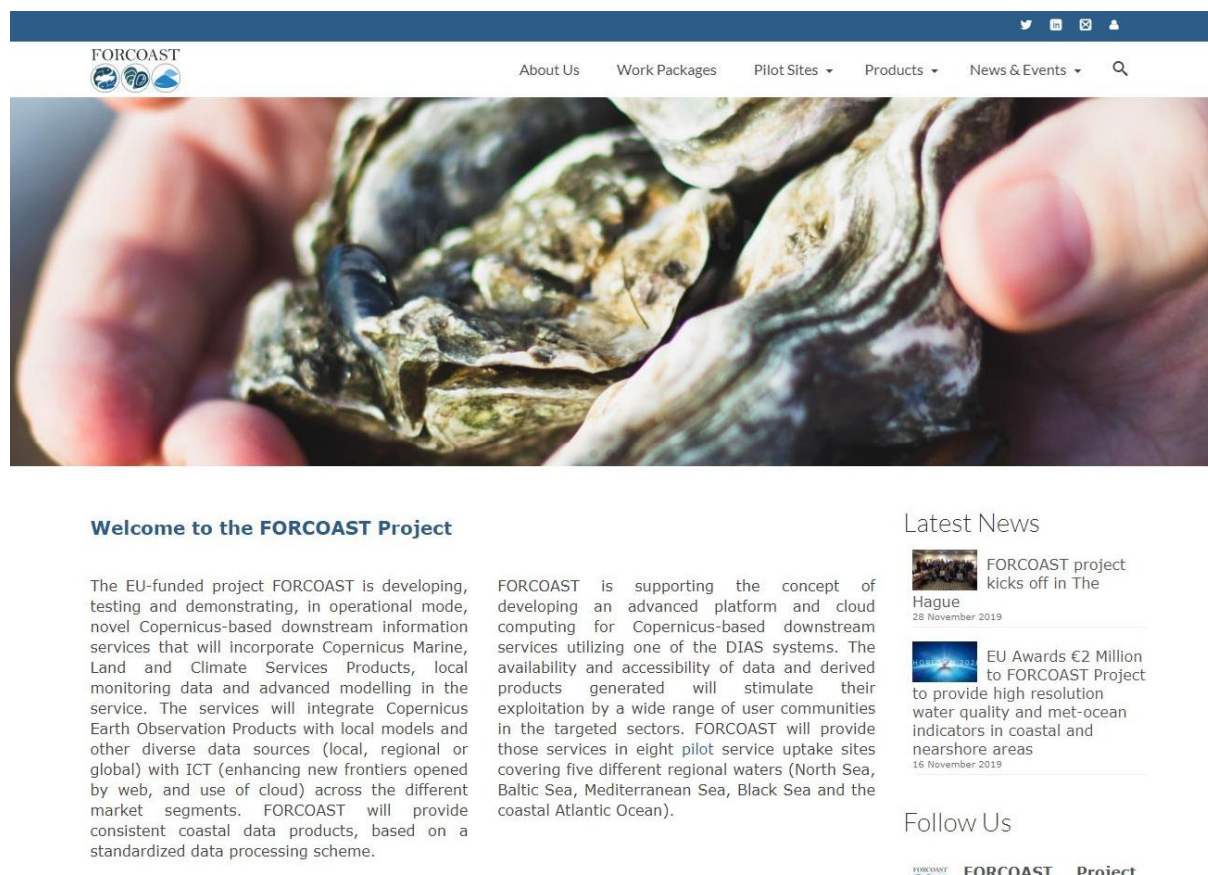 FORCOAST
About Us Work Packages Pilot Sites Products News & Events
Welcome to the FORCOAST Project
The EU-funded project FORCOAST is developing,
testing and demonstrating, in operational mode,
novel Copernicus-based downstream information
services that will incorporate Copernicus Marine,
Land and Climate Services Products, local
monitoring data and advanced modelling in the
service. The services will integrate Copernicus
Earth Observation Products with local models and
other diverse data sources (local, regional or
global) with ICT (enhancing new frontiers opened
by web, and use of cloud) across the different
market segments. FORCOAST will provide
consistent coastal data products, based on a
standardized data processing scheme.
FORCOAST is supporting the concept of
developing an advanced platform and cloud
computing for Copernicus-based downstream
services utilizing one of the DIAS systems. The
availability and accessibility of data and derived
products generated will stimulate their
exploitation by a wide range of user communities
in the targeted sectors. FORCOAST will provide
those services in eight pilot service uptake sites
covering five different regional waters (North Sea,
Baltic Sea, Mediterranean Sea, Black Sea and the
coastal Atlantic Ocean).
Latest News
FORCOAST project
kicks off in The
Hague
28 November 2019
HORIZON 2020
EU Awards €2 Million
to FORCOAST Project
to provide high resolution
water quality and met-ocean
indicators in coastal and
nearshore areas
16 November 2019
Follow Us
FORCOAST
FORCOAST Project